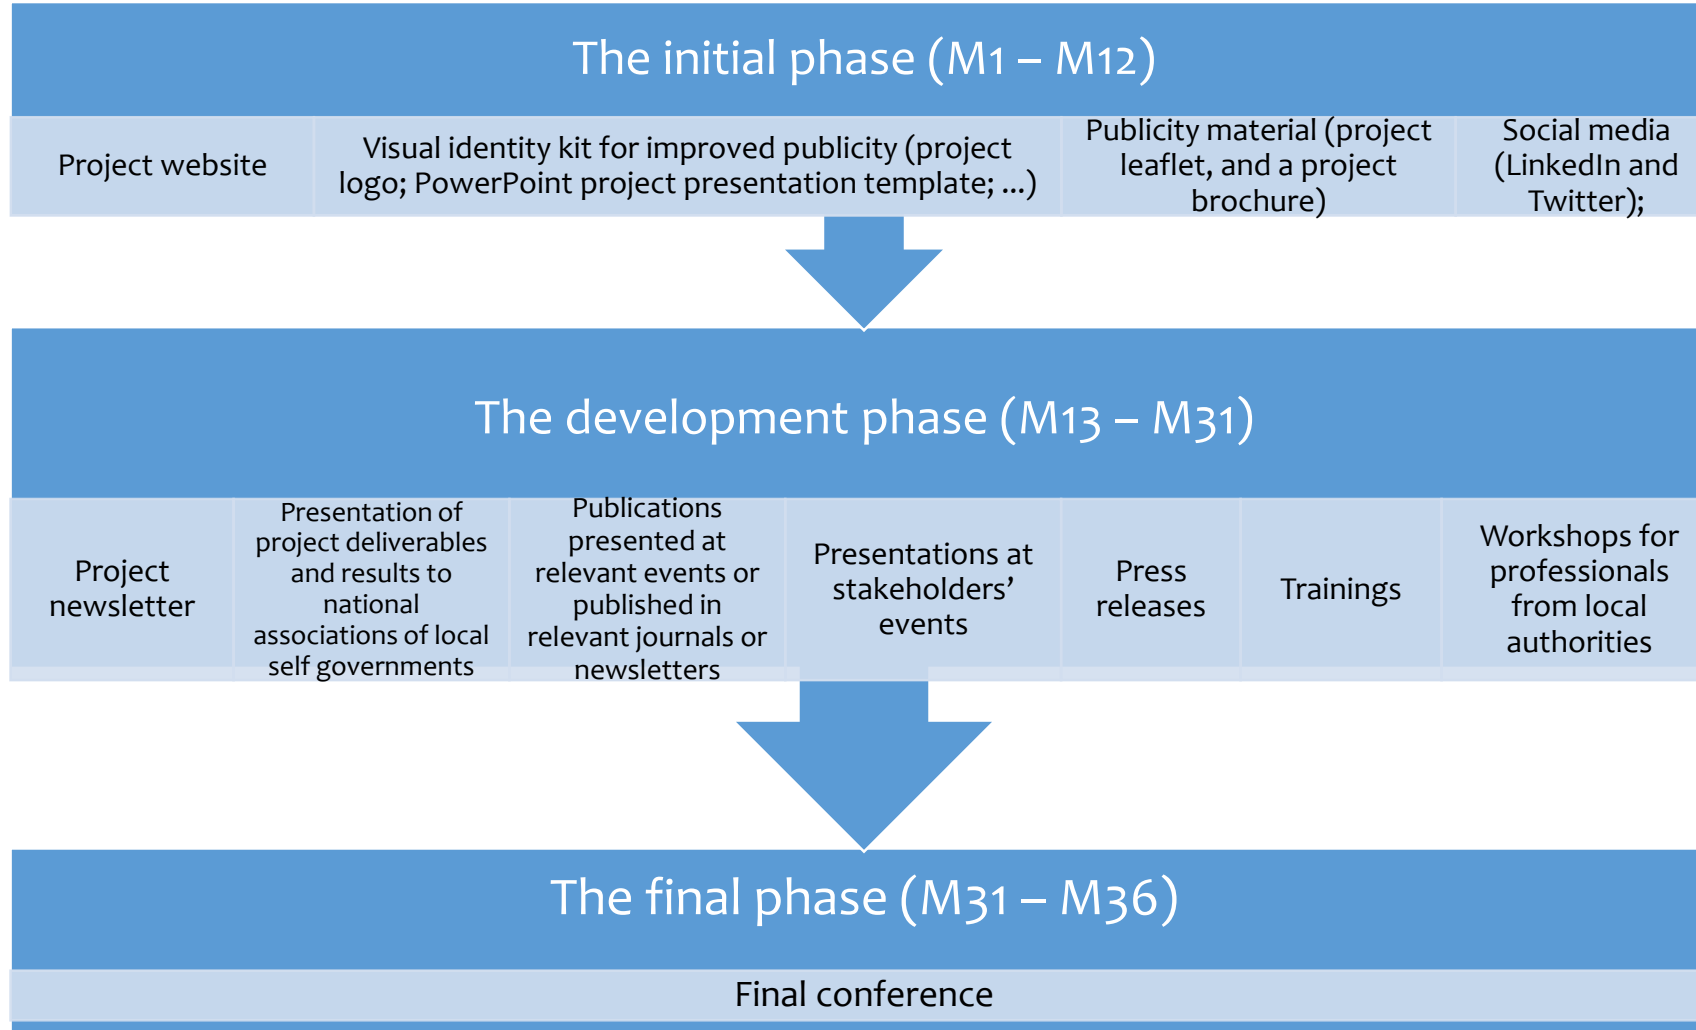 The initial phase (M1 – M12)
Project website
Visual identity kit for improved publicity (project
logo; PowerPoint project presentation template; ...)
Publicity material (project
leaflet, and a project
brochure)
Social media
(LinkedIn and
Twitter);
The development phase (M13 – M31)
Project
newsletter
Presentation of
project deliverables
and results to
national
associations of local
self governments
Publications
presented at
relevant events or
published in
relevant journals or
newsletters
Presentations at
stakeholders’
events
Press
releases
Trainings
Workshops for
professionals
from local
authorities
The final phase (M31 – M36)
Final conference